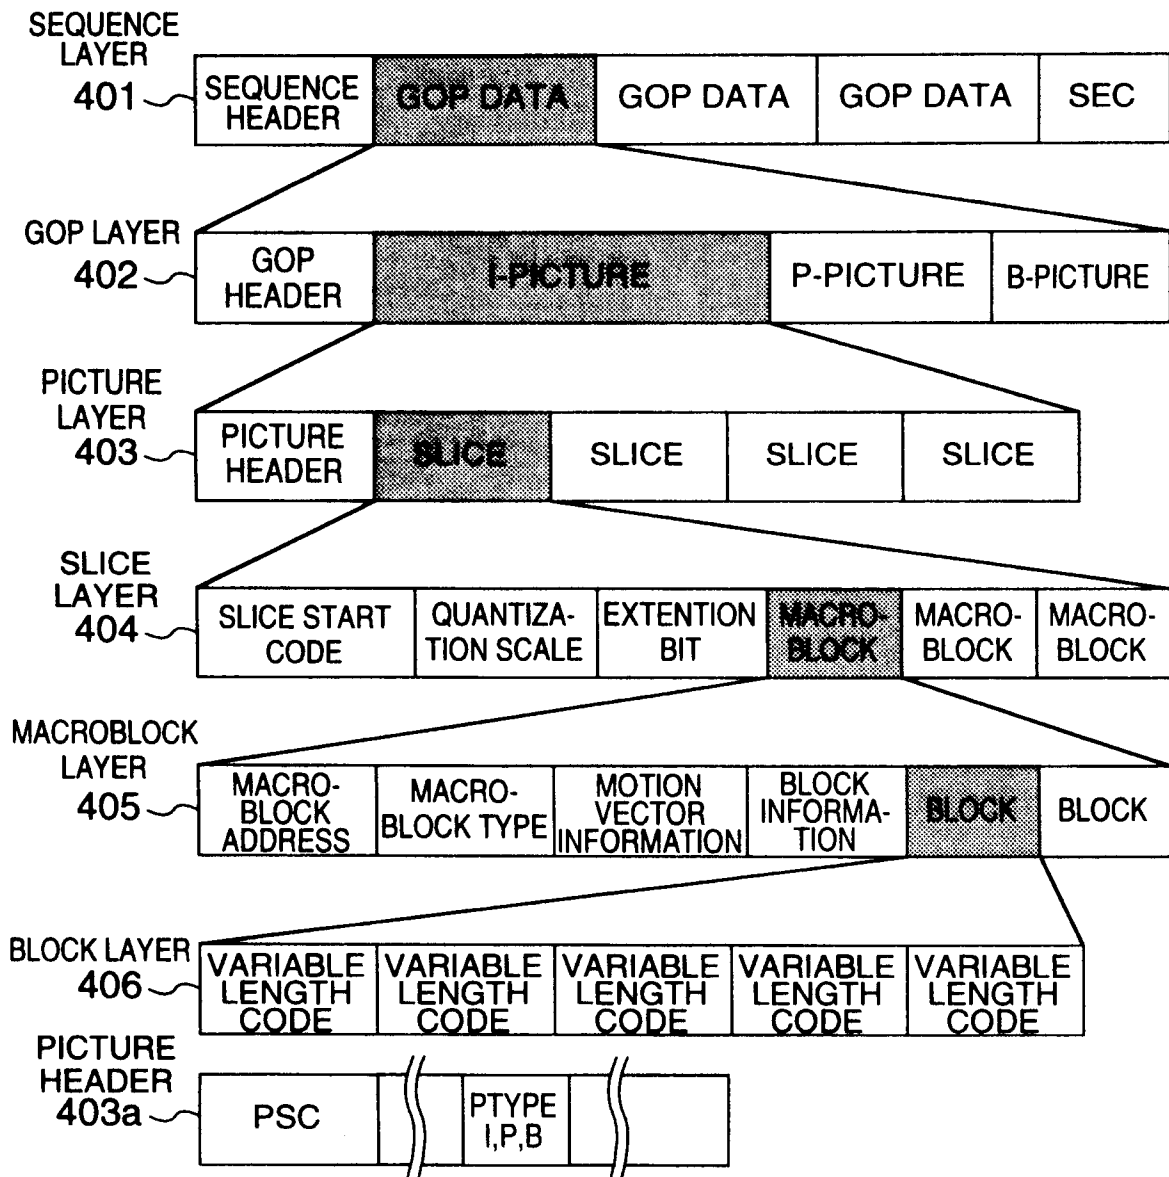 SEQUENCE
LAYER
401
SEQUENCE
HEADER
GOP DATA
GOP DATA
GOP DATA
SEC
GOP LAYER
402
GOP
HEADER
I-PICTURE
P-PICTURE
B-PICTURE
PICTURE
LAYER
403
PICTURE
HEADER
SLICE
SLICE
SLICE
SLICE
SLICE
LAYER
404
SLICE START
CODE
QUANTIZA-
TION SCALE
EXTENTION
BIT
MACRO-
BLOCK
MACRO-
BLOCK
MACRO-
BLOCK
MACROBLOCK
LAYER
405
MACRO-
BLOCK
ADDRESS
MACRO-
BLOCK TYPE
MOTION
VECTOR
INFORMATION
BLOCK
INFORMA-
TION
BLOCK
BLOCK
BLOCK LAYER
406
VARIABLE
LENGTH
CODE
VARIABLE
LENGTH
CODE
VARIABLE
LENGTH
CODE
VARIABLE
LENGTH
CODE
VARIABLE
LENGTH
CODE
PICTURE
HEADER
403a
PSC
PTYPE
I,P,B